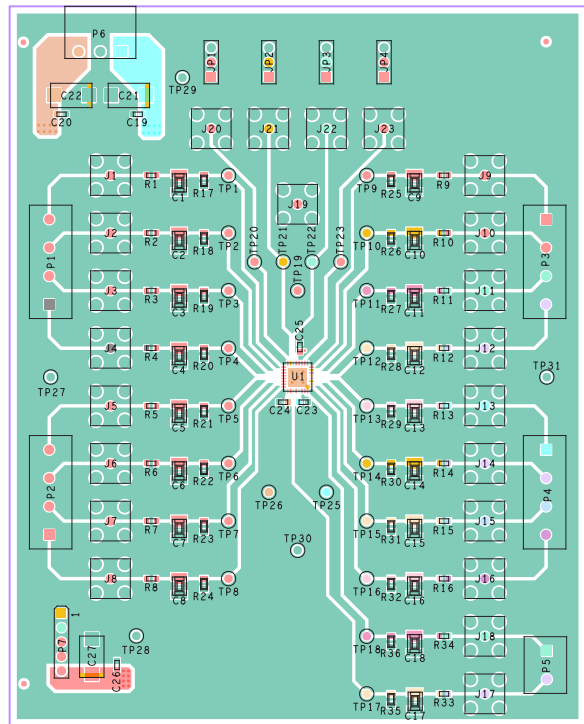 P6
JP1 JP2 JP3 JP4
C22 C21
TP29
C20 C19
J20 J21 J22 J23
J1 R1 C1 R17 TP1 TP9 R25 C9 R9 J9
J19
J2 R2 C2 R18 TP2 TP20 TP21 TP22 TP23 TP10 R26 C10 R10 J10
P1 P3
TP19
J3 R3 C3 R19 TP3 TP11 R27 C11 R11 J11
C25
J4 R4 C4 R20 TP4 TP12 R28 C12 R12 J12
TP27 U1 TP31
J5 R5 C5 R21 TP5 C24 C23 TP13 R29 C13 R13 J13
J6 R6 C6 R22 TP6 TP14 R30 C14 R14 J14
P2 P4
TP26 TP25
J7 R7 C7 R23 TP7 TP15 R31 C15 R15 J15
TP30
J8 R8 C8 R24 TP8 TP16 R32 C16 R16 J16
1
P7 C27 TP28 TP18 R36 C18 R34 J18
C26 P5
TP17 R35 C17 R33 J17